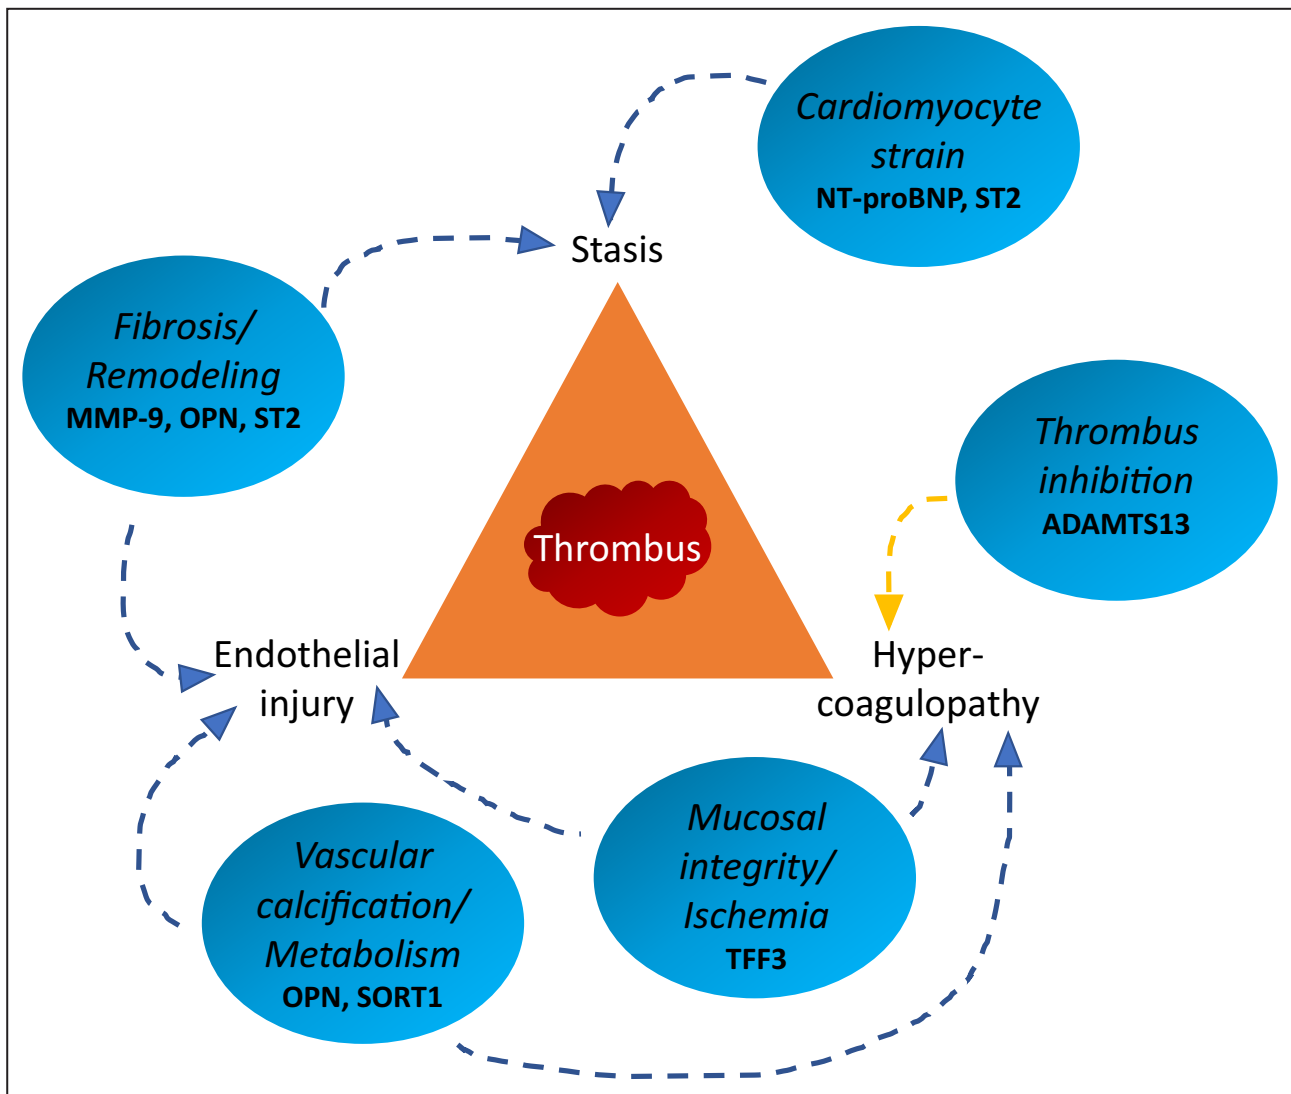 Cardiomyocyte
strain
NT-proBNP, ST2
Stasis
Fibrosis/
Remodeling
MMP-9, OPN, ST2
Thrombus
inhibition
ADAMTS13
Thrombus
Endothelial
injury
Hyper-
coagulopathy
Vascular
calcification/
Metabolism
OPN, SORT1
Mucosal
integrity/
Ischemia
TFF3